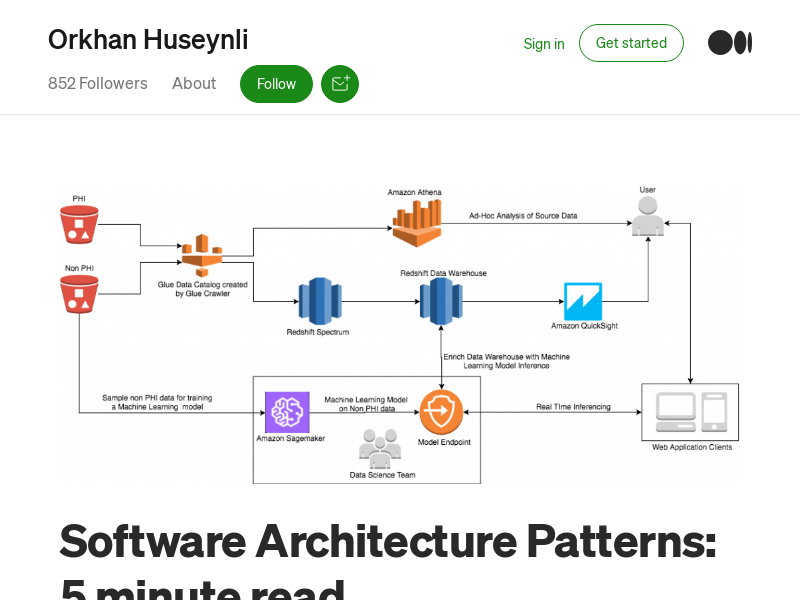 Orkhan Huseynli
Sign in
Get started
852 Followers
About
Follow
PHI
Amazon Athena
User
Ad-Hoc Analysis of Source Data
Non PHI
Glue Data Catalog created
by Glue Crawler
Redshift Data Warehouse
Redshift Spectrum
Amazon QuickSight
Enrich Data Warehouse with Machine
Learning Model Inference
Sample non PHI data for training
a Machine Learning model
Machine Learning Model
on Non PHI data
Real TIme Inferencing
Amazon Sagemaker
Model Endpoint
Web Application Clients
Data Science Team
Software Architecture Patterns:
5 minute read